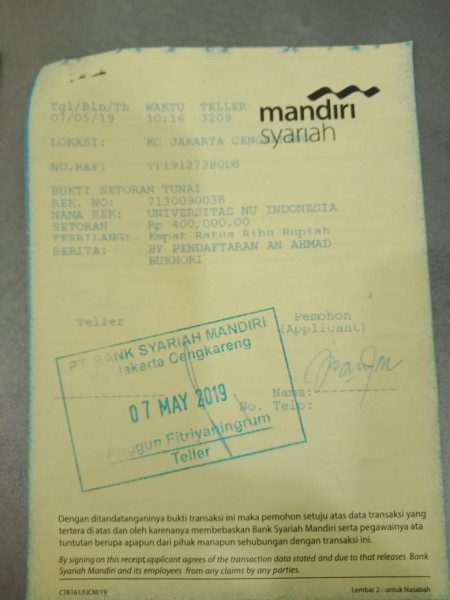 mandiri
syariah
Tgl/Bln/Th WAKTU TELLER
07/05/19 10:16 3209
LOKASI: KC JAKARTA CENGKARENG
NO.REF: TT19127380DB
BUKTI SETORAN TUNAI
REK. NO: 7130090038
NAMA REK: UNIVERSITAS NU INDONESIA
SETORAN Rp 400,000.00
TERBILANG: Empat Ratus Ribu Rupiah
BERITA: BY PENDAFTARAN AN AHMAD
BUKHORI
Teller
Pemohon
(Applicant)
PT BANK SYARIAH MANDIRI
Jakarta Cengkareng
07 MAY 2019
Fitriyaningrum
Teller
Nama:
No. Telp:
Dengan ditandatanganinya bukti transaksi ini maka pemohon setuju atas data transaksi yang
tertera di atas dan oleh karenanya membebaskan Bank Syariah Mandiri serta pegawainya ata
tuntutan berupa apapun dari pihak manapun sehubungan dengan transaksi ini.
By signing on this receipt, applicant agrees of the transaction data stated and due to that releases Bank
Syariah Mandiri and its employees from any claims by any parties.
CTK161/FJCM/19
Lembar 2 : untuk Nasabah